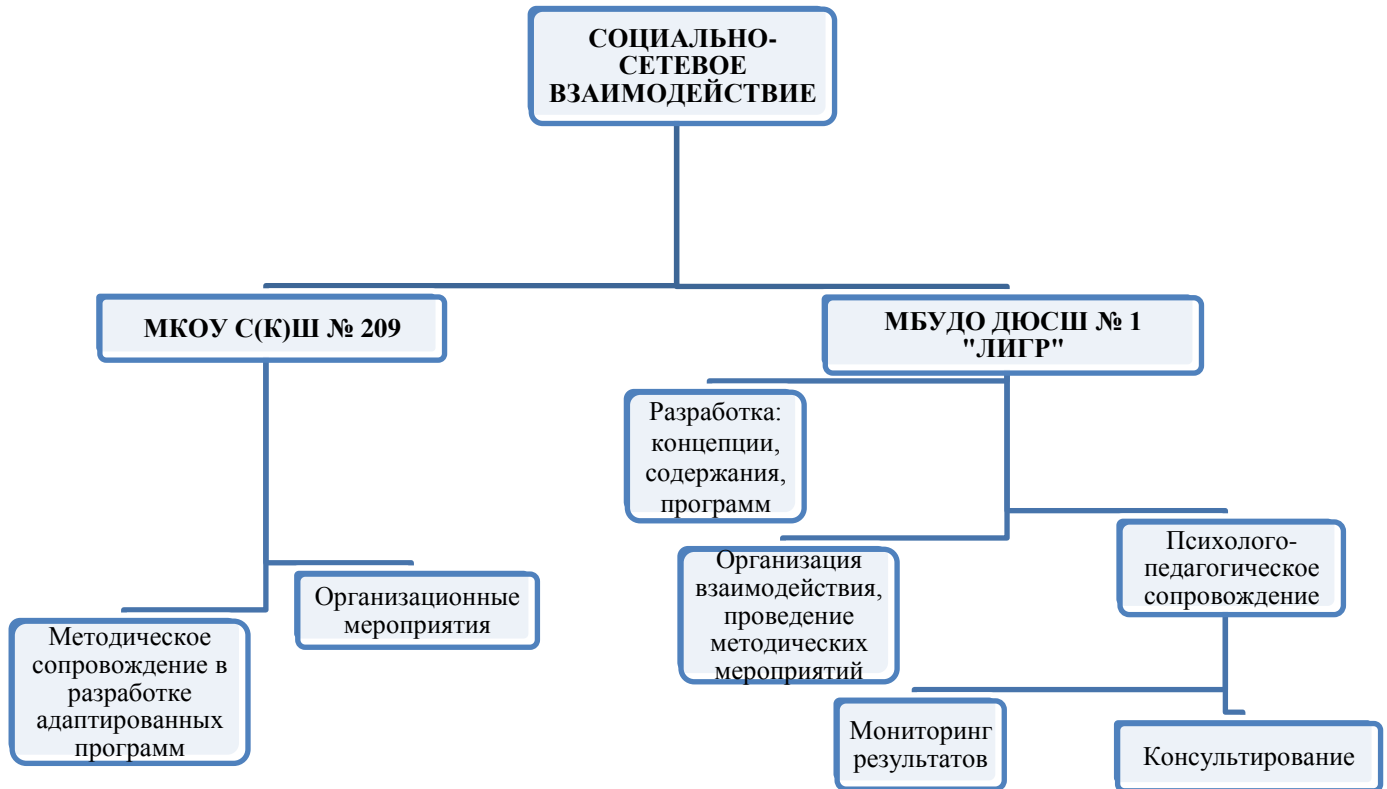 СОЦИАЛЬНО-
СЕТЕВОЕ
ВЗАИМОДЕЙСТВИЕ
МКОУ С(К)Ш № 209
МБУДО ДЮСШ № 1
"ЛИГР"
Разработка:
концепции,
содержания,
программ
Организация
взаимодействия,
проведение
методических
мероприятий
Психолого-
педагогическое
сопровождение
Организационные
мероприятия
Методическое
сопровождение в
разработке
адаптированных
программ
Мониторинг
результатов
Консультирование